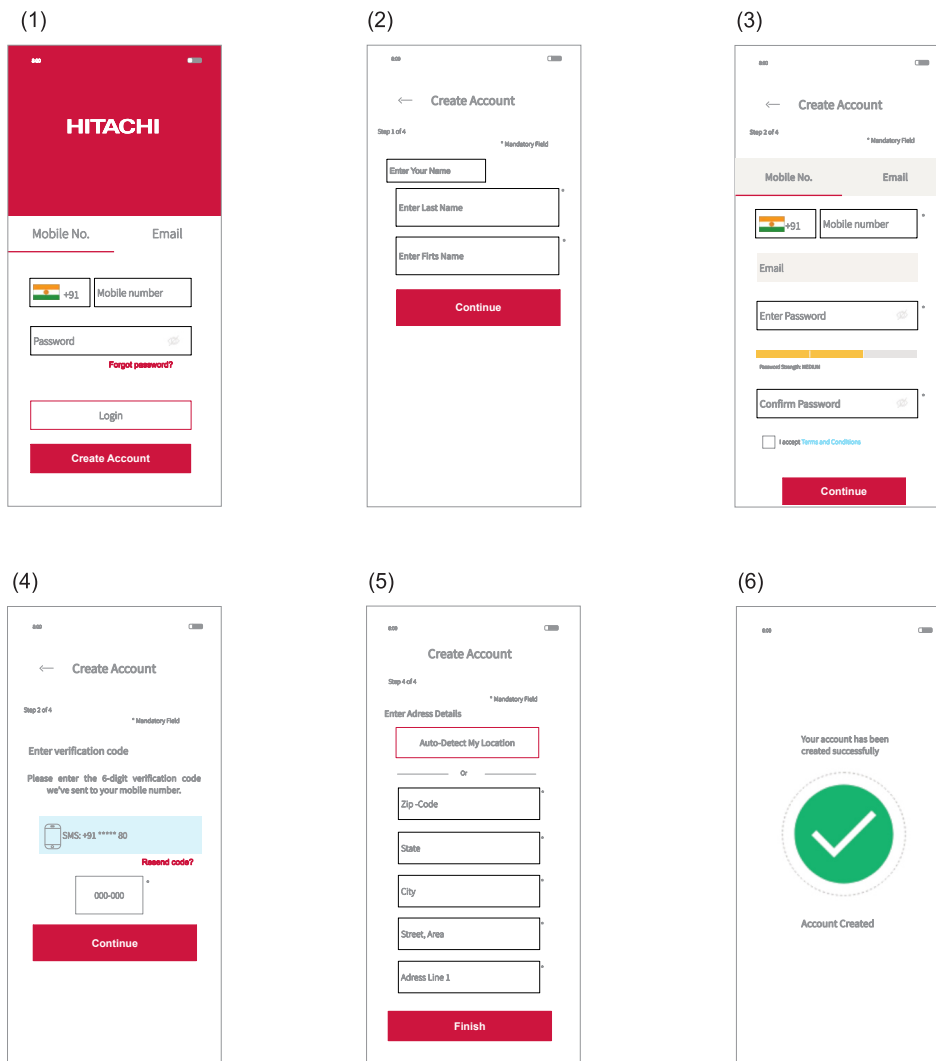 (1)
HITACHI
Mobile No. Email
+91 Mobile number
Password
Forgot password?
Login
Create Account
(2)
Create Account
Step 1 of 4
* Mandatory Field
Enter Your Name
Enter Last Name
*
Enter Firts Name
*
Continue
(3)
Create Account
Step 2 of 4
* Mandatory Field
Mobile No. Email
+91 Mobile number *
Email
Enter Password *
Password Strength: MEDIUM
Confirm Password *
I accept Terms and Conditions
Continue
(4)
Create Account
Step 2 of 4
* Mandatory Field
Enter verification code
Please enter the 6-digit verification code
we've sent to your mobile number.
SMS: +91 ***** 80
Resend code?
000-000 *
Continue
(5)
Create Account
Step 4 of 4
* Mandatory Field
Enter Adress Details
Auto-Detect My Location
Or
Zip -Code *
State *
City *
Street, Area *
Adress Line 1 *
Finish
(6)
Your account has been
created successfully
Account Created